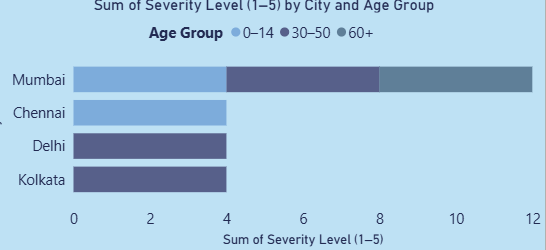 Sum of Severity Level (1–5) by City and Age Group
Age Group 0–14 30–50 60+
Mumbai
Chennai
Delhi
Kolkata
0 2 4 6 8 10 12
Sum of Severity Level (1–5)